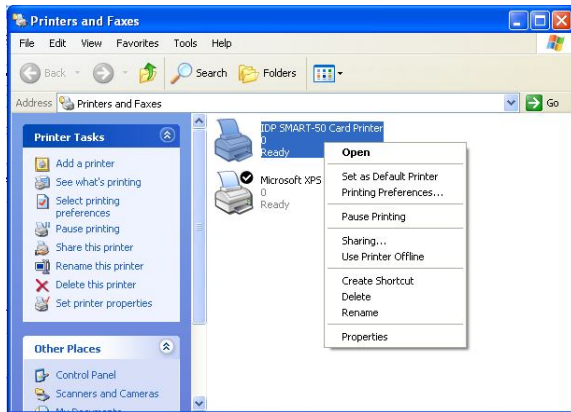 Printers and Faxes
File Edit View Favorites Tools Help
Back Search Folders
Address Printers and Faxes Go
Printer Tasks
Add a printer
See what's printing
Select printing
preferences
Pause printing
Share this printer
Rename this printer
Delete this printer
Set printer properties
Other Places
Control Panel
Scanners and Cameras
My Documents
IDP SMART-50 Card Printer
0
Ready
Microsoft XPS
0
Ready
Open
Set as Default Printer
Printing Preferences...
Pause Printing
Sharing...
Use Printer Offline
Create Shortcut
Delete
Rename
Properties